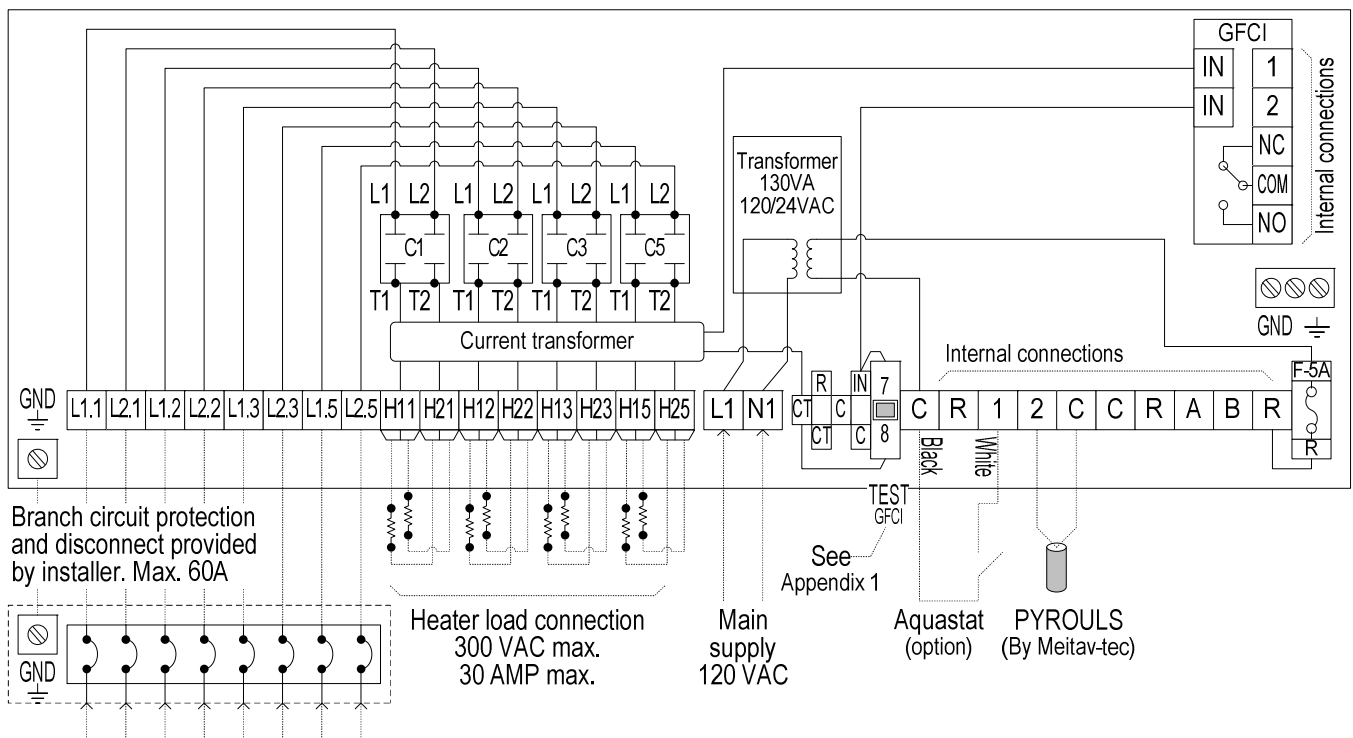 GFCI
IN 1
IN 2
NC
COM
NO
Internal connections
Transformer
130VA
120/24VAC
L1 L2 L1 L2 L1 L2 L1 L2
C1 C2 C3 C5
T1 T2 T1 T2 T1 T2 T1 T2
Current transformer
GND
Internal connections
F-5A
R
GND
L1.1 L2.1 L1.2 L2.2 L1.3 L2.3 L1.5 L2.5 H11 H21 H12 H22 H13 H23 H15 H25
L1 N1
R IN 7
CT C
CT C 8
C R 1 2 C C R A B R
Black
White
TEST
GFCI
See
Appendix 1
Branch circuit protection
and disconnect provided
by installer. Max. 60A
GND
Heater load connection
300 VAC max.
30 AMP max.
Main
supply
120 VAC
Aquastat
(option)
PYROULS
(By Meitav-tec)